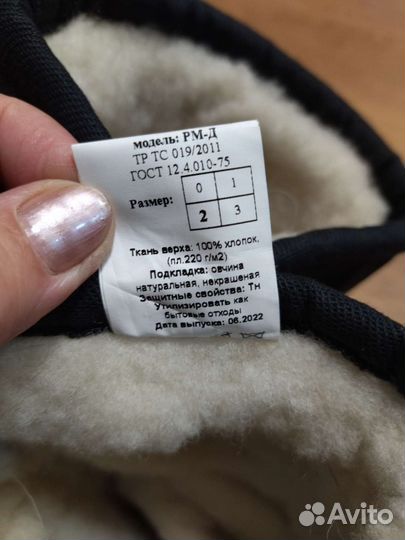 модель: РМ-Д
ТР ТС 019/2011
ГОСТ 12.4.010-75
Размер:
0 1
2 3
Ткань верха: 100% хлопок.
(пл.220 г/м2)
Подкладка: овчина
натуральная, некрашеная
Защитные свойства: Тн
Утилизировать как
бытовые отходы
Дата выпуска: 06.2022
Avito